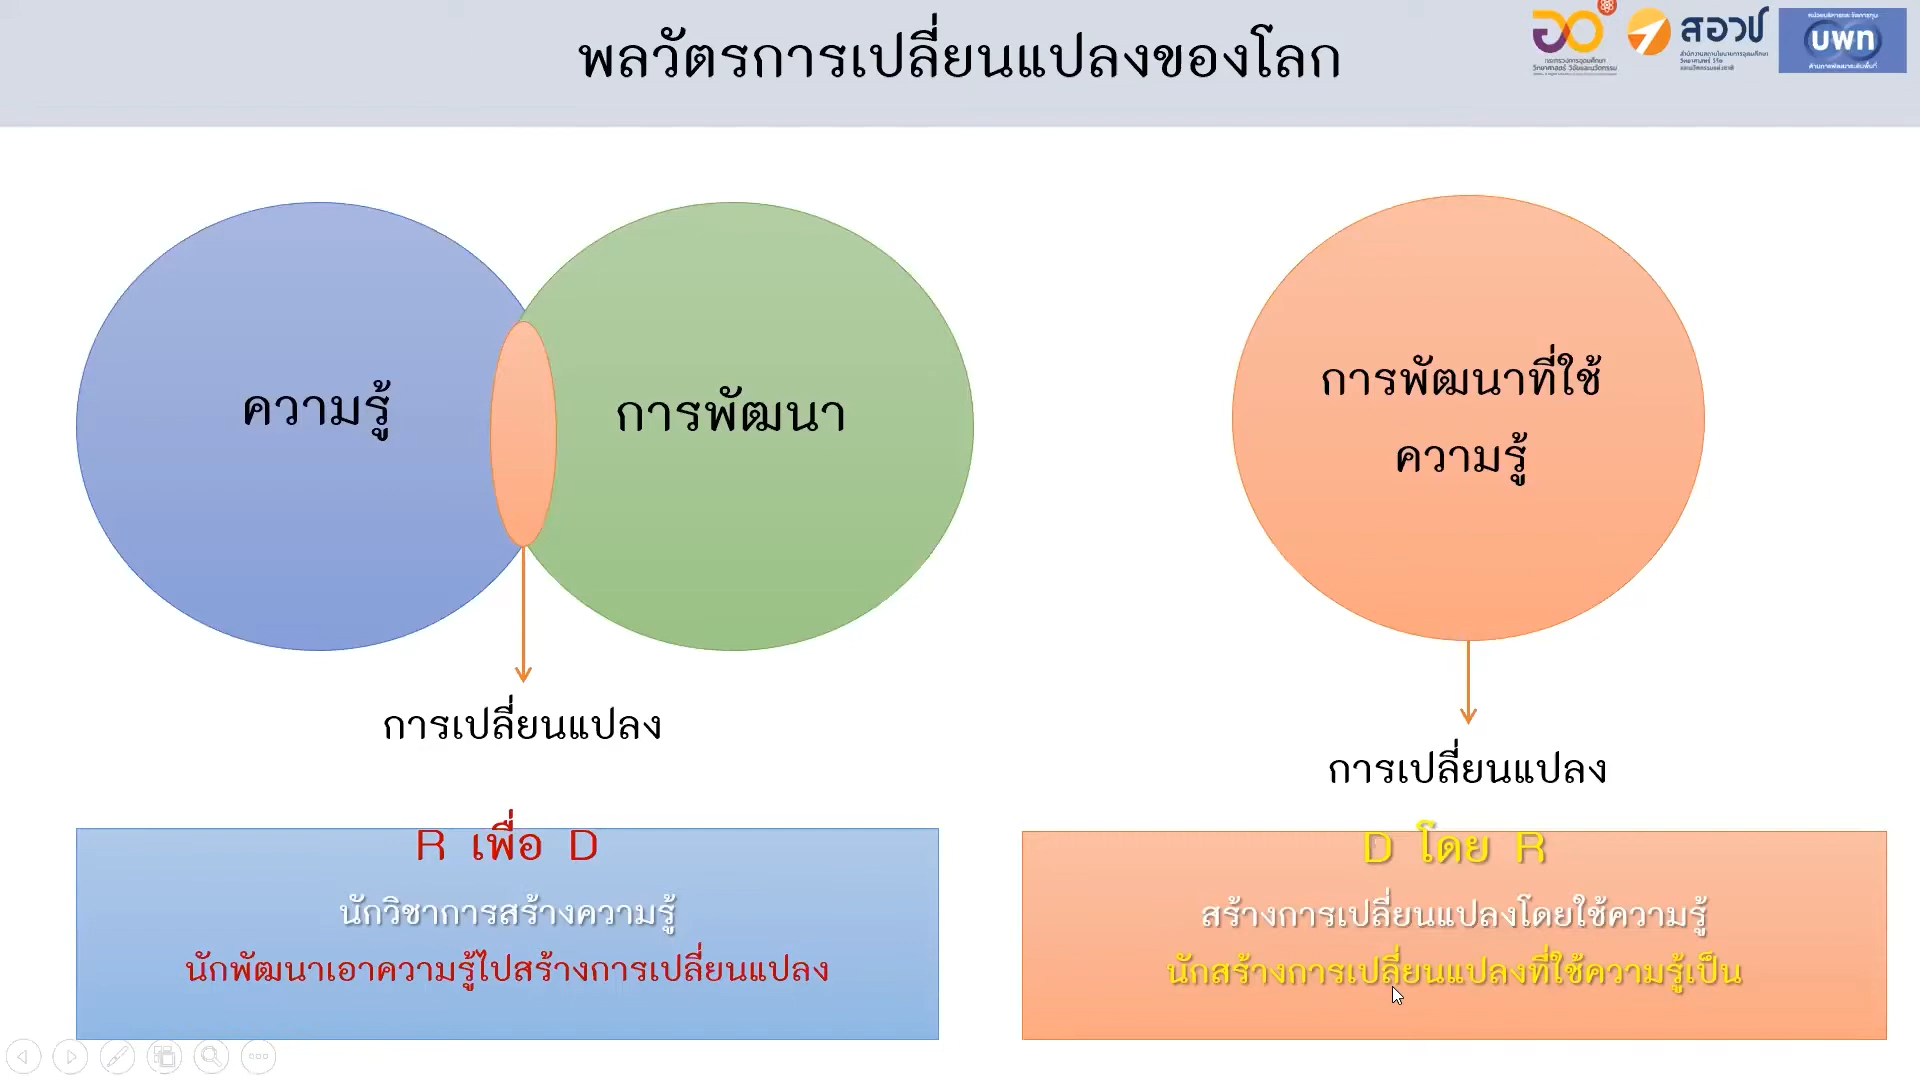 พลวัตรการเปลี่ยนแปลงของโลก
สอวช
บพท
ความรู้
การพัฒนา
การพัฒนาที่ใช้
ความรู้
การเปลี่ยนแปลง
การเปลี่ยนแปลง
R เพื่อ D
นักวิชาการสร้างความรู้
นักพัฒนาเอาความรู้ไปสร้างการเปลี่ยนแปลง
D โดย R
สร้างการเปลี่ยนแปลงโดยใช้ความรู้
นักสร้างการเปลี่ยนแปลงที่ใช้ความรู้เป็น